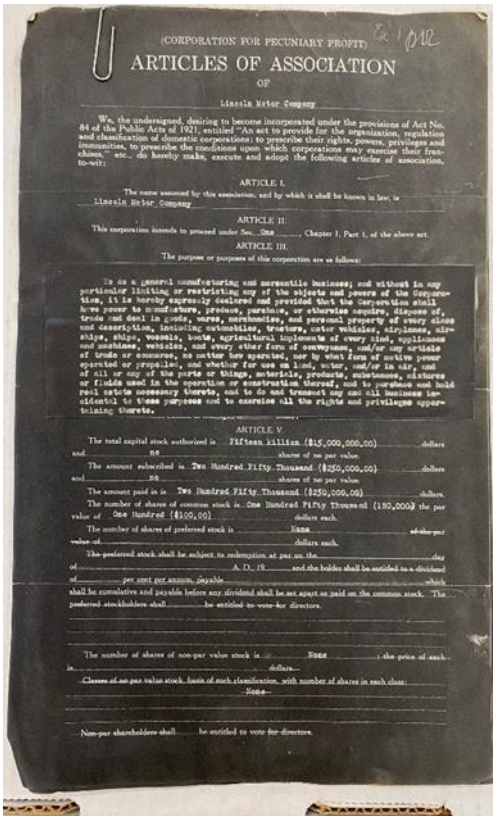 (CORPORATION FOR PECUNIARY PROFIT)
ARTICLES OF ASSOCIATION
OF
Lincoln Motor Company
We, the undersigned, desiring to become incorporated under the provisions of Act No.
84 of the Public Acts of 1921, entitled "An act to provide for the organization, regulation
and classification of domestic corporations; to prescribe their rights, powers, privileges and
immunities, to prescribe the conditions upon which corporations may exercise their fran-
chises," etc., do hereby make, execute and adopt the following articles of association,
to-wit:
ARTICLE I.
The name assumed by this association, and by which it shall be known in law, is
Lincoln Motor Company
ARTICLE II.
This corporation intends to proceed under Sec. One, Chapter 1, Part 1, of the above act.
ARTICLE III.
The purpose or purposes of this corporation are as follows:
To do a general manufacturing and mercantile business; and without in any
particular limiting or restricting any of the objects and powers of the Corpora-
tion, it is hereby expressly declared and provided that the Corporation shall
have power to manufacture, produce, purchase, or otherwise acquire, dispose of,
trade and deal in goods, wares, merchandise, and personal property of every class
and description, including automobiles, tractors, motor vehicles, airplanes, air-
ships, ships, vessels, boats, agricultural implements of every kind, appliances
and machines, vehicles, and every other form of conveyance, and/or any article
of trade or commerce, no matter how operated, nor by what form of motive power
operated or propelled, and whether for use on land, water, and/or in air, and
of all or any of the parts or things, materials, products, substances, mixtures
or fluids used in the operation or construction thereof, and to purchase and hold
real estate necessary thereto, and to do and transact any and all business in-
cidental to these purposes and to exercise all the rights and privileges apper-
taining thereto.
ARTICLE V.
The total capital stock authorized is Fifteen Million ($15,000,000.00) dollars
and no shares of no par value.
The amount subscribed is Two Hundred Fifty Thousand ($250,000.00) dollars
and no shares of no par value.
The amount paid in is Two Hundred Fifty Thousand ($250,000.00) dollars
The number of shares of common stock is One Hundred Fifty Thousand (150,000) the par
value of One Hundred ($100.00) dollars each.
The number of shares of preferred stock is None of the par
value of dollars each.
The preferred stock shall be subject to redemption at par on the day
of A. D., 19 and the holder shall be entitled to a dividend
of per cent per annum, payable which
shall be cumulative and payable before any dividend shall be set apart or paid on the common stock. The
preferred stockholders shall be entitled to vote for directors.
The number of shares of non-par value stock is None ; the price of each
is dollars.
Classes of no par value stock, basis of such classification, with number of shares in each class:
None
Non-par shareholders shall be entitled to vote for directors.